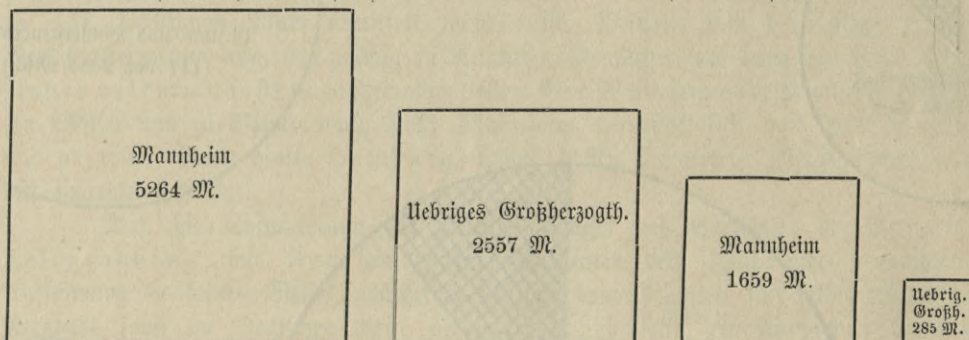 Mannheim
5264 M.
Uebriges Großherzogth.
2557 M.
Mannheim
1659 M.
Uebrig.
Großh.
285 M.